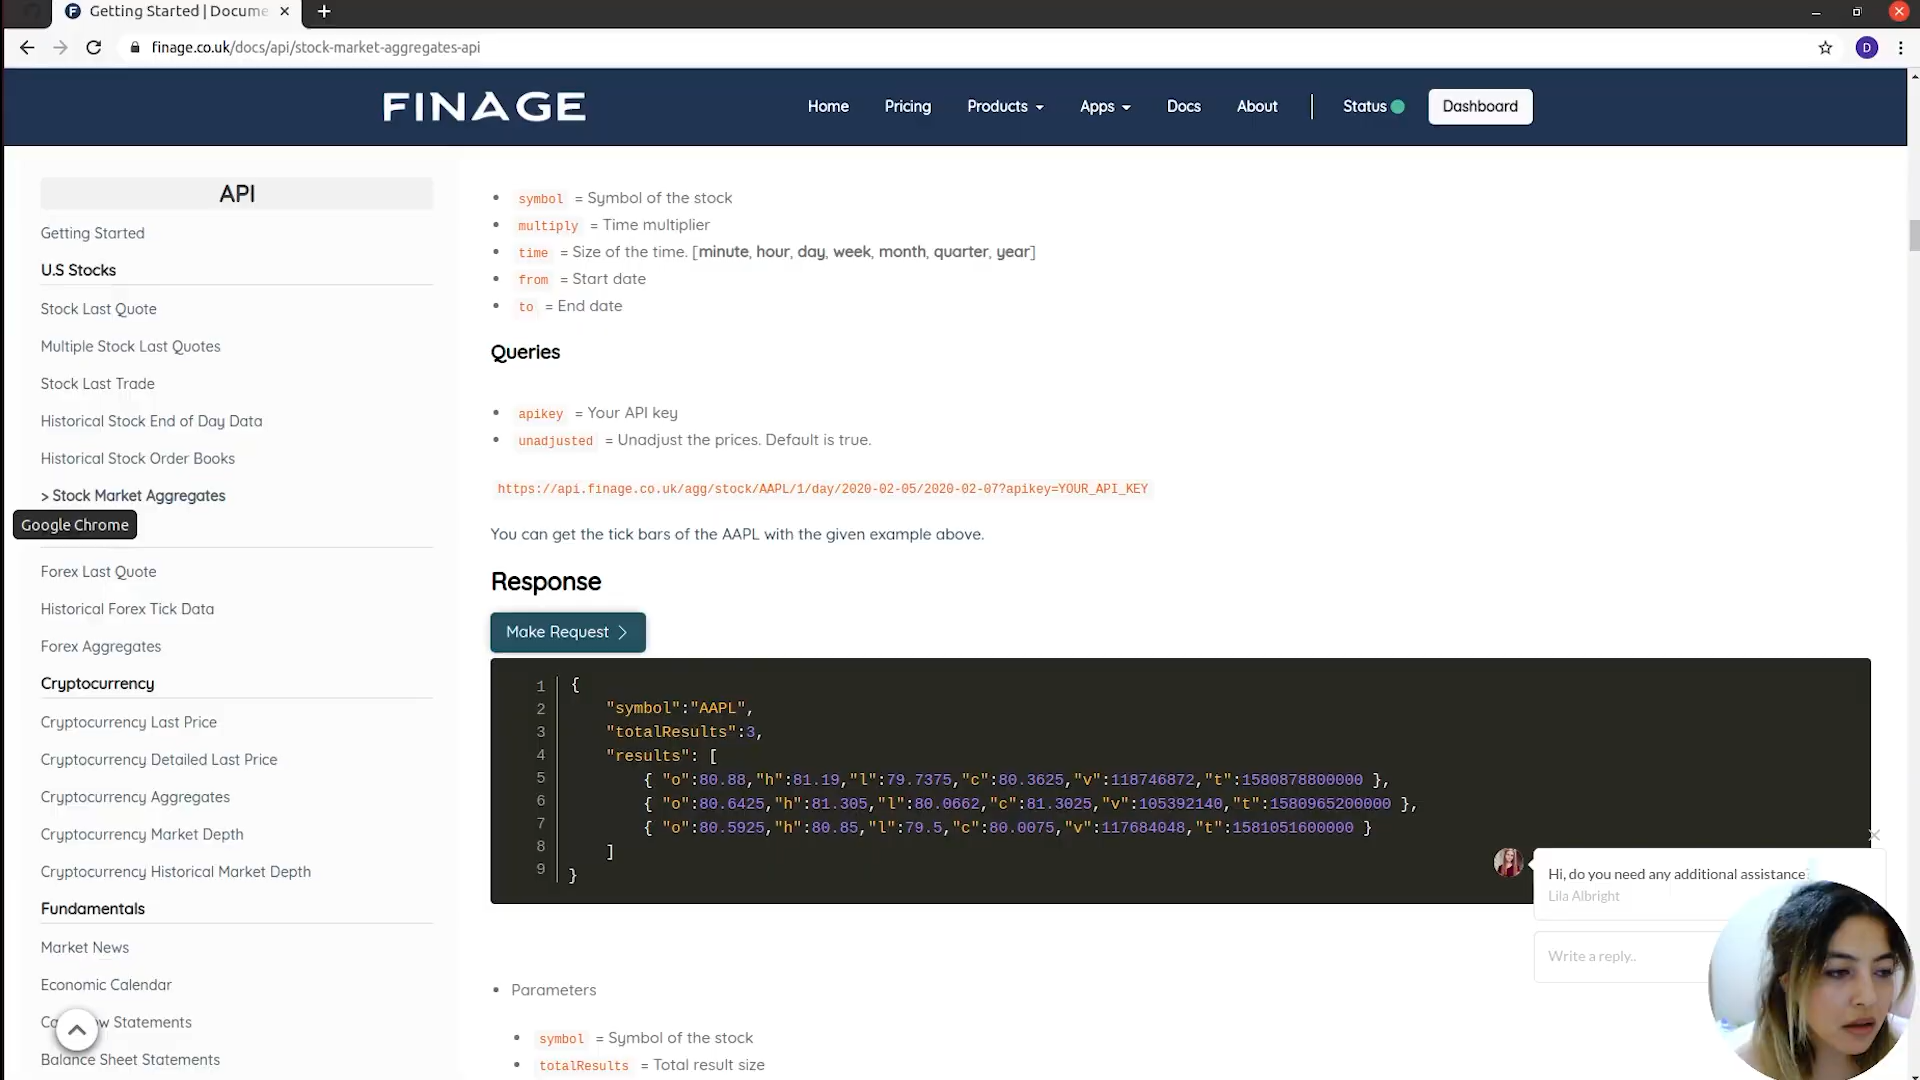 Getting Started | Docume
finage.co.uk/docs/api/stock-market-aggregates-api
D
FINAGE
Home
Pricing
Products
Apps
Docs
About
Status
Dashboard
API
Getting Started
U.S Stocks
Stock Last Quote
Multiple Stock Last Quotes
Stock Last Trade
Historical Stock End of Day Data
Historical Stock Order Books
> Stock Market Aggregates
Google Chrome
Forex Last Quote
Historical Forex Tick Data
Forex Aggregates
Cryptocurrency
Cryptocurrency Last Price
Cryptocurrency Detailed Last Price
Cryptocurrency Aggregates
Cryptocurrency Market Depth
Cryptocurrency Historical Market Depth
Fundamentals
Market News
Economic Calendar
Statements
Balance Sheet Statements
symbol = Symbol of the stock
multiply = Time multiplier
time = Size of the time. [minute, hour, day, week, month, quarter, year]
from = Start date
to = End date
Queries
apikey = Your API key
unadjusted = Unadjust the prices. Default is true.
https://api.finage.co.uk/agg/stock/AAPL/1/day/2020-02-05/2020-02-07?apikey=YOUR_API_KEY
You can get the tick bars of the AAPL with the given example above.
Response
Make Request
1 {
2 "symbol":"AAPL",
3 "totalResults":3,
4 "results": [
5 { "o":80.88,"h":81.19,"l":79.7375,"c":80.3625,"v":118746872,"t":1580878800000 },
6 { "o":80.6425,"h":81.305,"l":80.0662,"c":81.3025,"v":105392140,"t":1580965200000 },
7 { "o":80.5925,"h":80.85,"l":79.5,"c":80.0075,"v":117684048,"t":1581051600000 }
8 ]
9 }
Parameters
symbol = Symbol of the stock
totalResults = Total result size
Hi, do you need any additional assistance
Lila Albright
Write a reply..